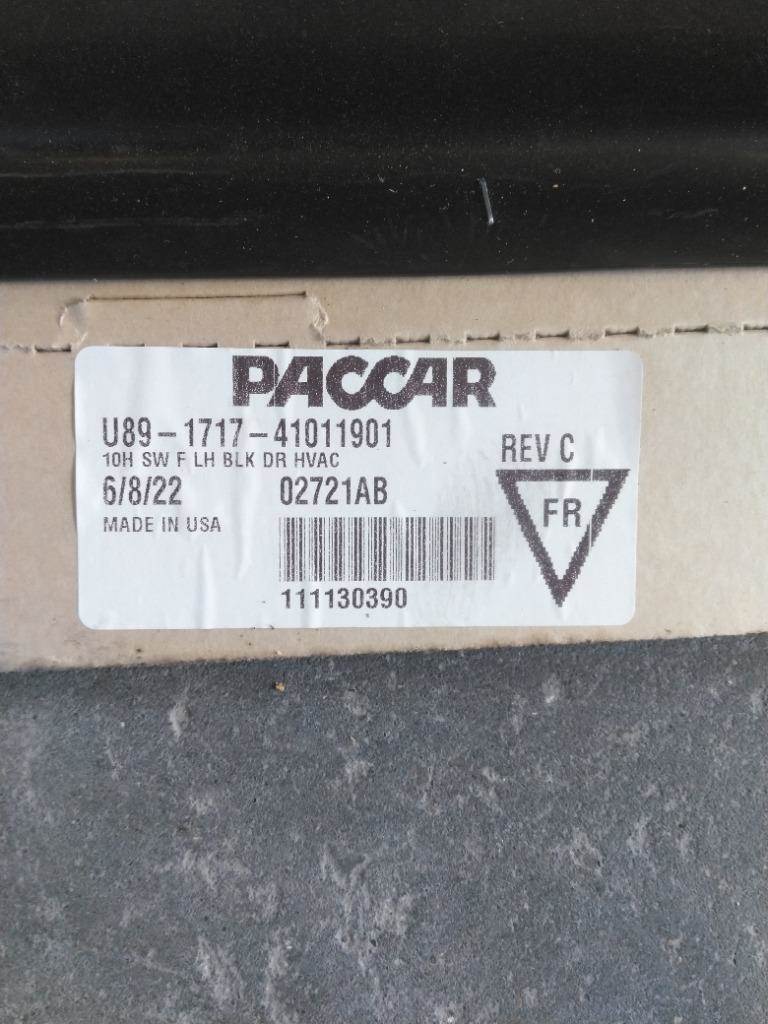 PACCAR
U89-1717-41011901
10H SW F LH BLK DR HVAC
REV C
6/8/22 02721AB
FR
MADE IN USA
111130390